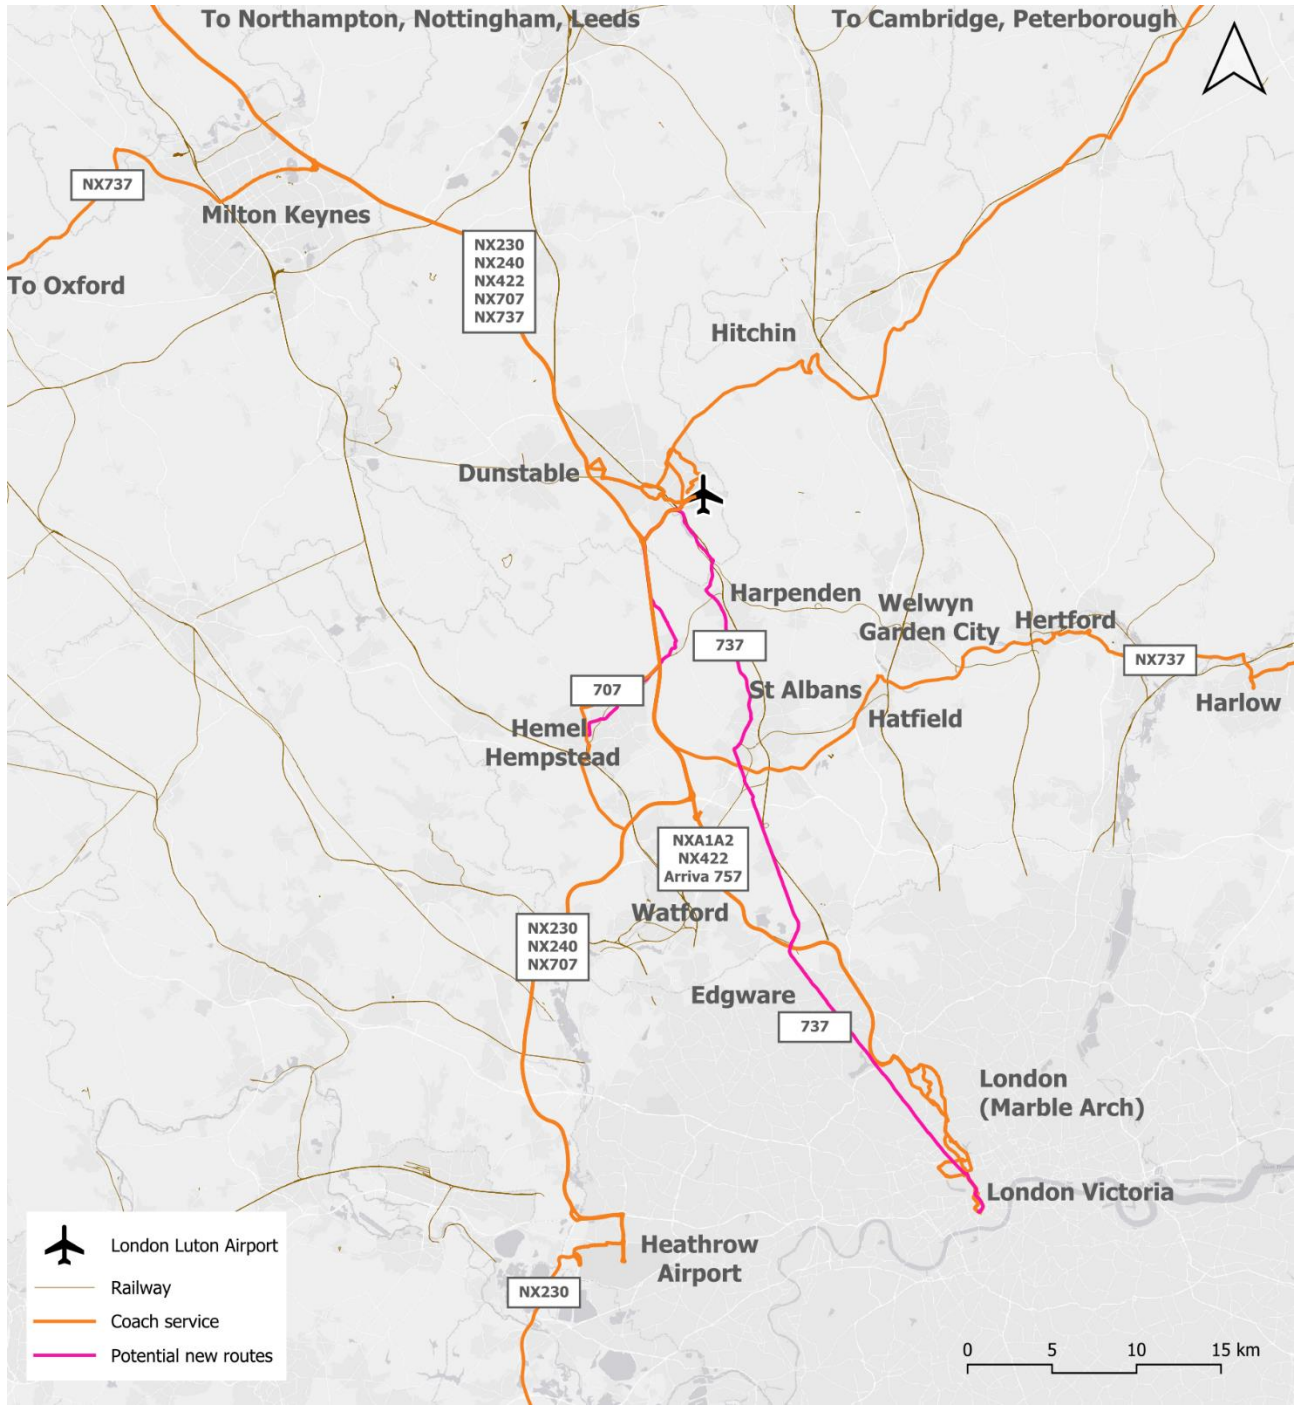 To Northampton, Nottingham, Leeds
To Cambridge, Peterborough
NX737
Milton Keynes
NX230
NX240
NX422
NX707
NX737
To Oxford
Hitchin
Dunstable
Harpenden
Welwyn
Garden City
Hertford
737
NX737
707
St Albans
Harlow
Hatfield
Hemel
Hempstead
NXA1A2
NX422
Arriva 757
Watford
NX230
NX240
NX707
Edgware
737
London
(Marble Arch)
London Victoria
Heathrow
Airport
NX230
London Luton Airport
Railway
Coach service
Potential new routes
0 5 10 15 km